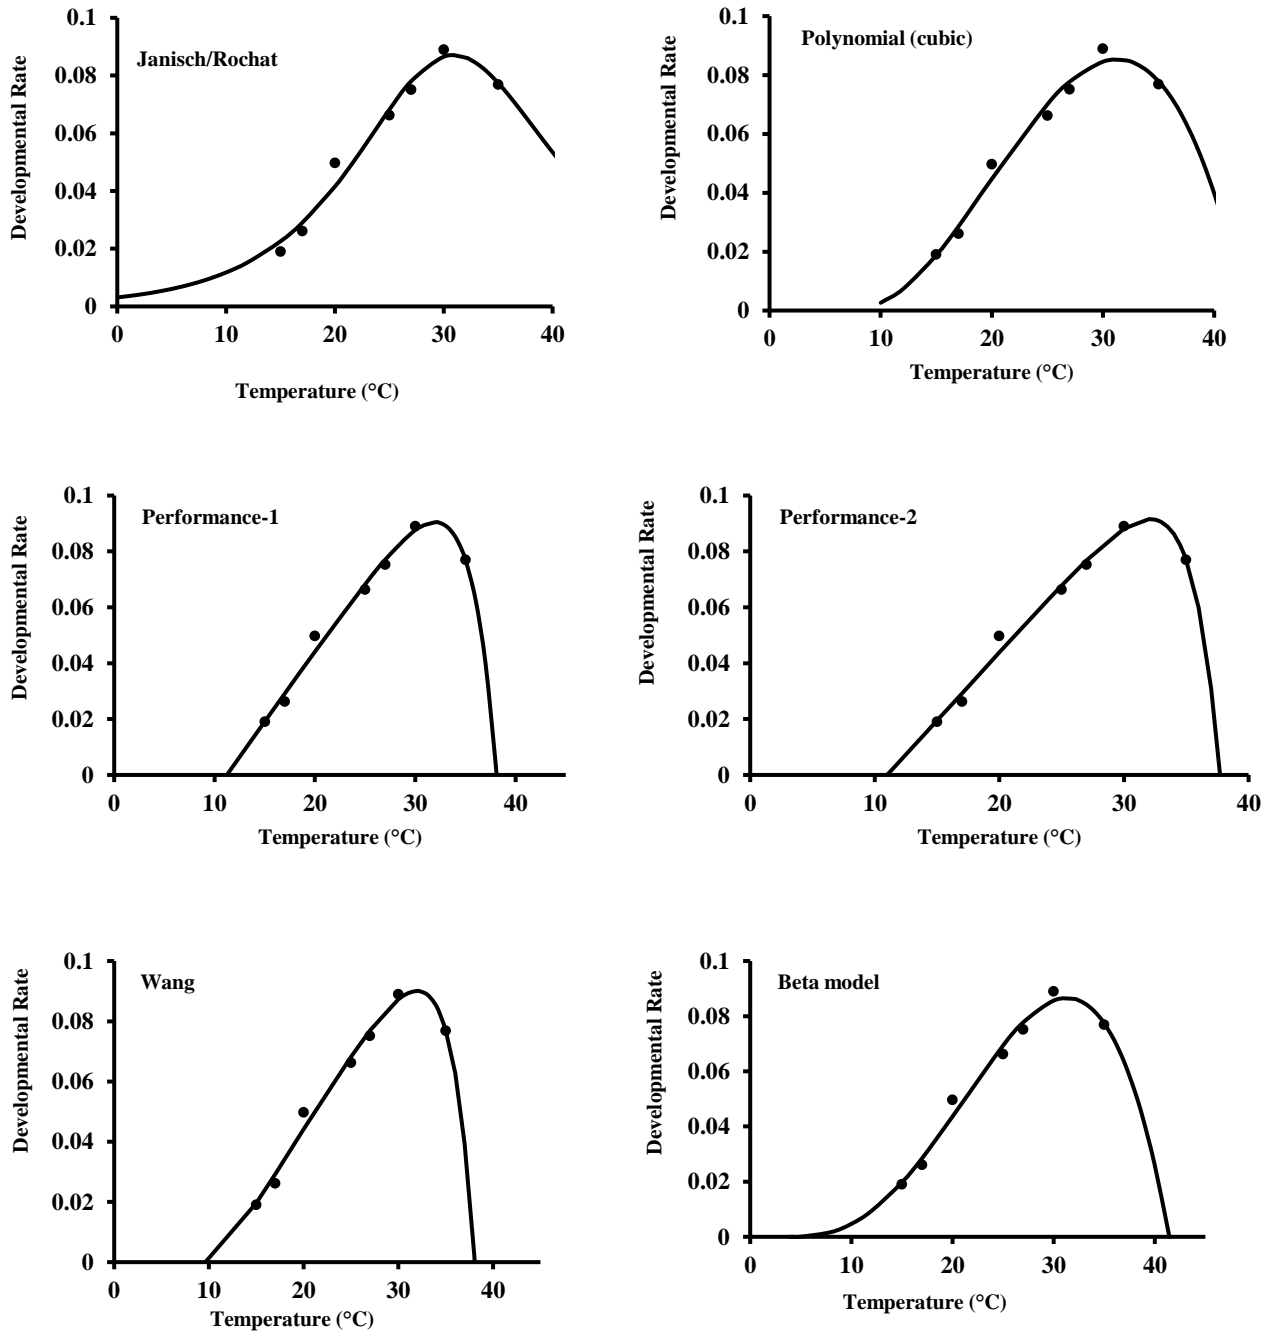 Janisch/Rochat
Developmental Rate
0.1
0.08
0.06
0.04
0.02
0
0 10 20 30 40
Temperature (°C)
Polynomial (cubic)
Developmental Rate
0.1
0.08
0.06
0.04
0.02
0
0 10 20 30 40
Temperature (°C)
Performance-1
Developmental Rate
0.1
0.08
0.06
0.04
0.02
0
0 10 20 30 40
Temperature (°C)
Performance-2
Developmental Rate
0.1
0.08
0.06
0.04
0.02
0
0 10 20 30 40
Temperature (°C)
Wang
Developmental Rate
0.1
0.08
0.06
0.04
0.02
0
0 10 20 30 40
Temperature (°C)
Beta model
Developmental Rate
0.1
0.08
0.06
0.04
0.02
0
0 10 20 30 40
Temperature (°C)